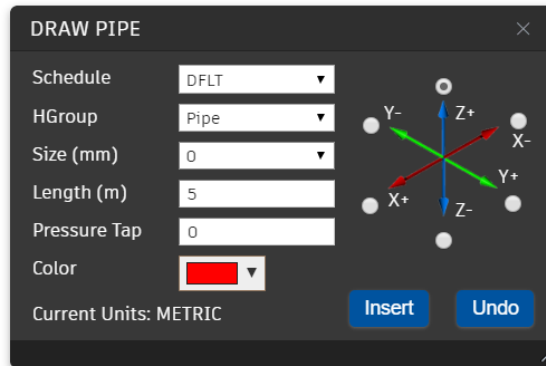 DRAW PIPE
Schedule DFLT
HGroup Pipe
Size (mm) 0
Length (m) 5
Pressure Tap 0
Color
Current Units: METRIC
Y- Z+ X-
X+ Z- Y+
Insert Undo